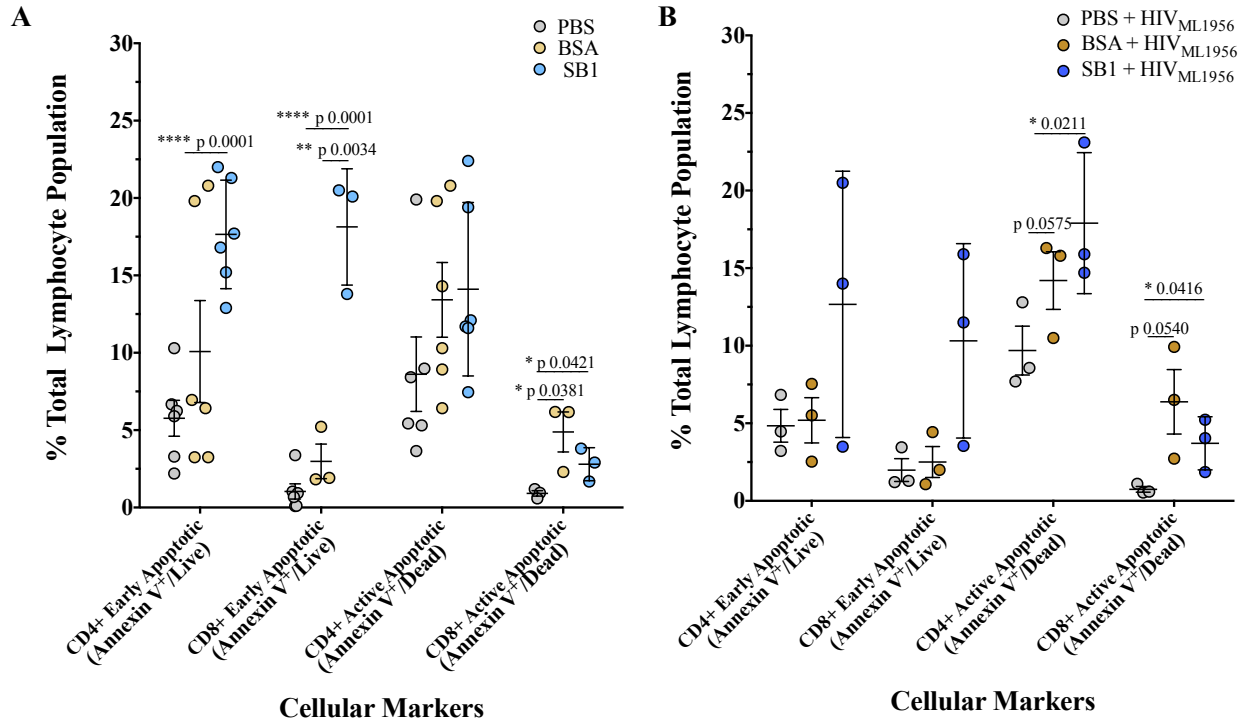 A
PBS
BSA
SB1
% Total Lymphocyte Population
30
25
20
15
10
5
0
**** p 0.0001
**** p 0.0001
** p 0.0034
* p 0.0421
* p 0.0381
CD4+ Early Apoptotic
(Annexin V+/Live)
CD8+ Early Apoptotic
(Annexin V+/Live)
CD4+ Active Apoptotic
(Annexin V+/Dead)
CD8+ Active Apoptotic
(Annexin V+/Dead)
Cellular Markers
B
PBS + HIVML1956
BSA + HIVML1956
SB1 + HIVML1956
% Total Lymphocyte Population
30
25
20
15
10
5
0
* 0.0211
p 0.0575
* 0.0416
p 0.0540
CD4+ Early Apoptotic
(Annexin V+/Live)
CD8+ Early Apoptotic
(Annexin V+/Live)
CD4+ Active Apoptotic
(Annexin V+/Dead)
CD8+ Active Apoptotic
(Annexin V+/Dead)
Cellular Markers